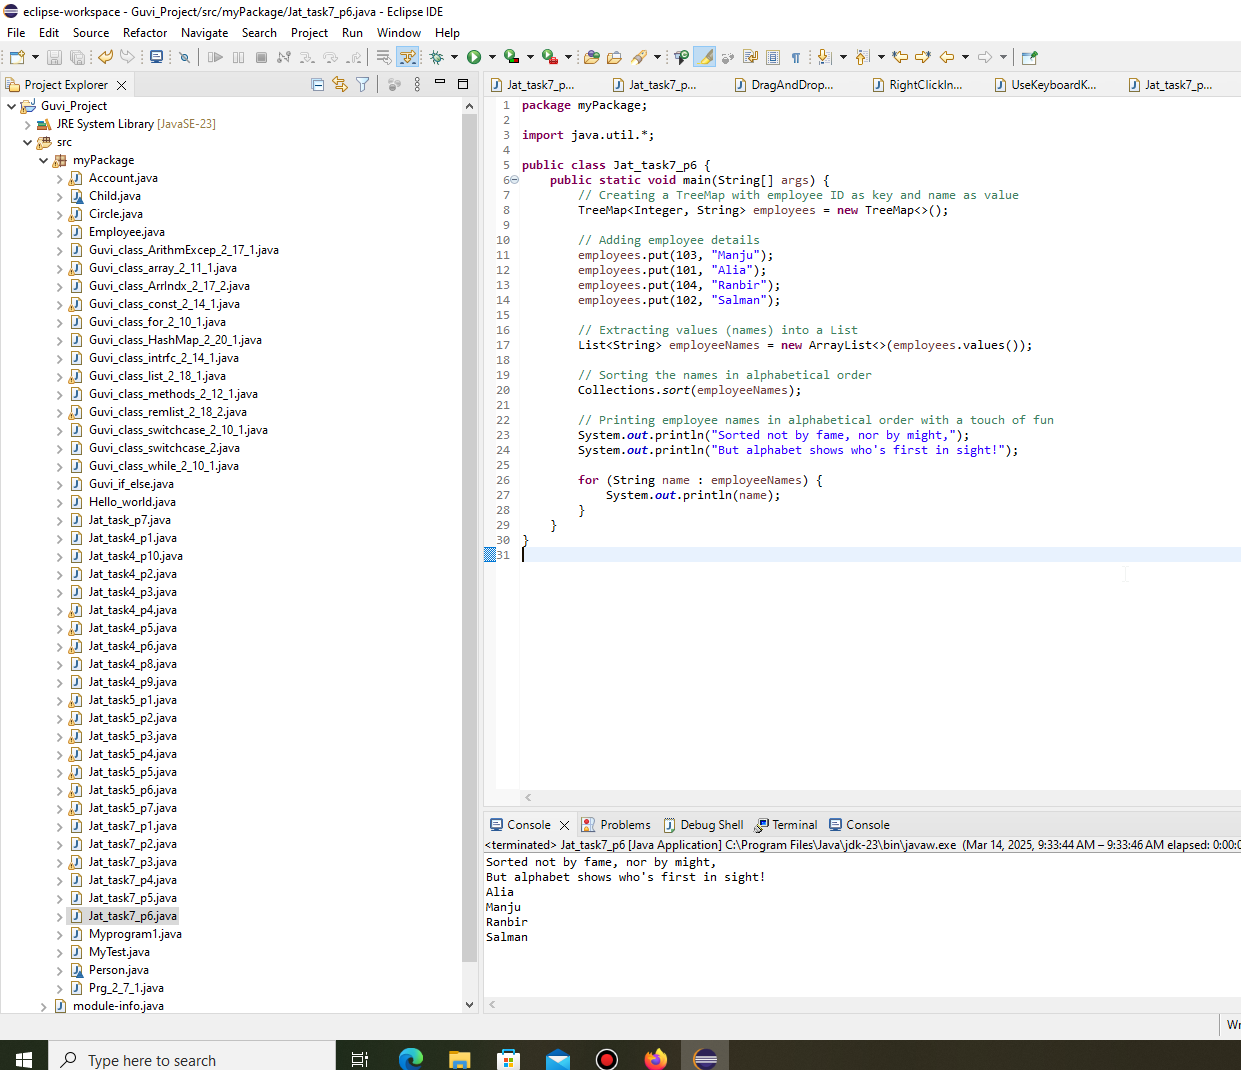 eclipse-workspace - Guvi_Project/src/myPackage/Jat_task7_p6.java - Eclipse IDE
File Edit Source Refactor Navigate Search Project Run Window Help
Project Explorer
Guvi_Project
JRE System Library [JavaSE-23]
src
myPackage
Account.java
Child.java
Circle.java
Employee.java
Guvi_class_ArithmExcep_2_17_1.java
Guvi_class_array_2_11_1.java
Guvi_class_ArrIndx_2_17_2.java
Guvi_class_const_2_14_1.java
Guvi_class_for_2_10_1.java
Guvi_class_HashMap_2_20_1.java
Guvi_class_intrfc_2_14_1.java
Guvi_class_list_2_18_1.java
Guvi_class_methods_2_12_1.java
Guvi_class_remlist_2_18_2.java
Guvi_class_switchcase_2_10_1.java
Guvi_class_switchcase_2.java
Guvi_class_while_2_10_1.java
Guvi_if_else.java
Hello_world.java
Jat_task_p7.java
Jat_task4_p1.java
Jat_task4_p10.java
Jat_task4_p2.java
Jat_task4_p3.java
Jat_task4_p4.java
Jat_task4_p5.java
Jat_task4_p6.java
Jat_task4_p8.java
Jat_task4_p9.java
Jat_task5_p1.java
Jat_task5_p2.java
Jat_task5_p3.java
Jat_task5_p4.java
Jat_task5_p5.java
Jat_task5_p6.java
Jat_task5_p7.java
Jat_task7_p1.java
Jat_task7_p2.java
Jat_task7_p3.java
Jat_task7_p4.java
Jat_task7_p5.java
Jat_task7_p6.java
Myprogram1.java
MyTest.java
Person.java
Prg_2_7_1.java
module-info.java
Jat_task7_p... Jat_task7_p... DragAndDrop... RightClickIn... UseKeyboardK... Jat_task7_p...
1 package myPackage;
2
3 import java.util.*;
4
5 public class Jat_task7_p6 {
6 public static void main(String[] args) {
7 // Creating a TreeMap with employee ID as key and name as value
8 TreeMap<Integer, String> employees = new TreeMap<>();
9
10 // Adding employee details
11 employees.put(103, "Manju");
12 employees.put(101, "Alia");
13 employees.put(104, "Ranbir");
14 employees.put(102, "Salman");
15
16 // Extracting values (names) into a List
17 List<String> employeeNames = new ArrayList<>(employees.values());
18
19 // Sorting the names in alphabetical order
20 Collections.sort(employeeNames);
21
22 // Printing employee names in alphabetical order with a touch of fun
23 System.out.println("Sorted not by fame, nor by might,");
24 System.out.println("But alphabet shows who's first in sight!");
25
26 for (String name : employeeNames) {
27 System.out.println(name);
28 }
29 }
30 }
31
Console Problems Debug Shell Terminal Console
<terminated> Jat_task7_p6 [Java Application] C:\Program Files\Java\jdk-23\bin\javaw.exe (Mar 14, 2025, 9:33:44 AM – 9:33:46 AM elapsed: 0:00:0
Sorted not by fame, nor by might,
But alphabet shows who's first in sight!
Alia
Manju
Ranbir
Salman
Wr
Type here to search